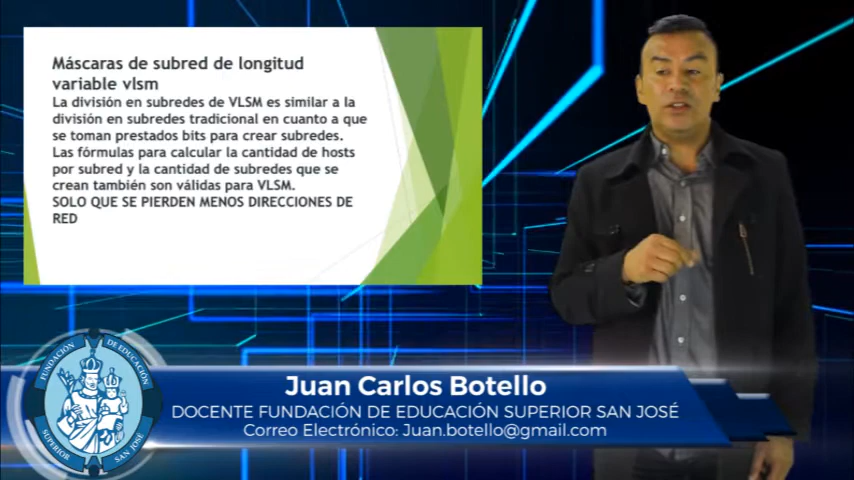 Máscaras de subred de longitud
variable vlsm
La división en subredes de VLSM es similar a la
división en subredes tradicional en cuanto a que
se toman prestados bits para crear subredes.
Las fórmulas para calcular la cantidad de hosts
por subred y la cantidad de subredes que se
crean también son válidas para VLSM.
SOLO QUE SE PIERDEN MENOS DIRECCIONES DE
RED
FUNDACIÓN DE EDUCACIÓN
SUPERIOR SAN JOSÉ
Juan Carlos Botello
DOCENTE FUNDACIÓN DE EDUCACIÓN SUPERIOR SAN JOSÉ
Correo Electrónico: Juan.botello@gmail.com